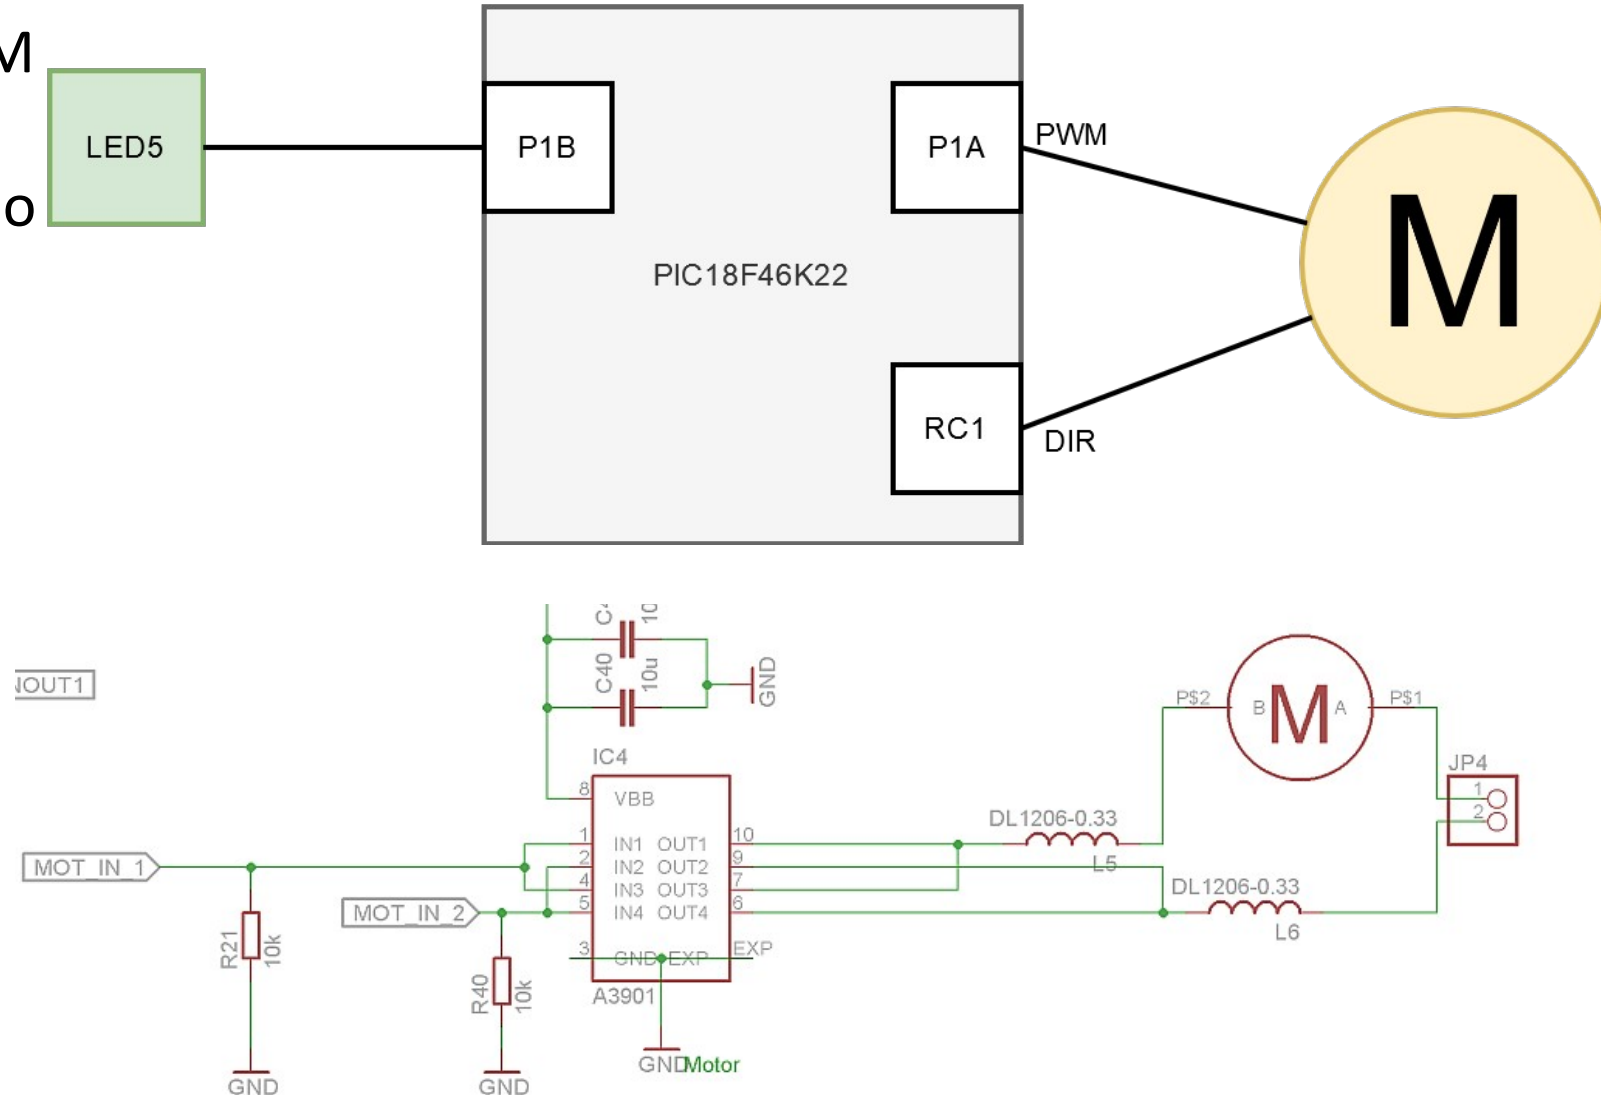 M
o
LED5
P1B
P1A
PWM
M
PIC18F46K22
RC1
DIR
NOUT1
C40
10u
GND
IC4
8
VBB
1
IN1
OUT1
10
2
IN2
OUT2
9
4
IN3
OUT3
7
5
IN4
OUT4
6
3
GND
EXP
EXP
A3901
GND
Motor
MOT_IN_1
MOT_IN_2
R21
10k
GND
R40
10k
GND
DL1206-0.33
L5
DL1206-0.33
L6
P$2
B
M
A
P$1
JP4
1
2